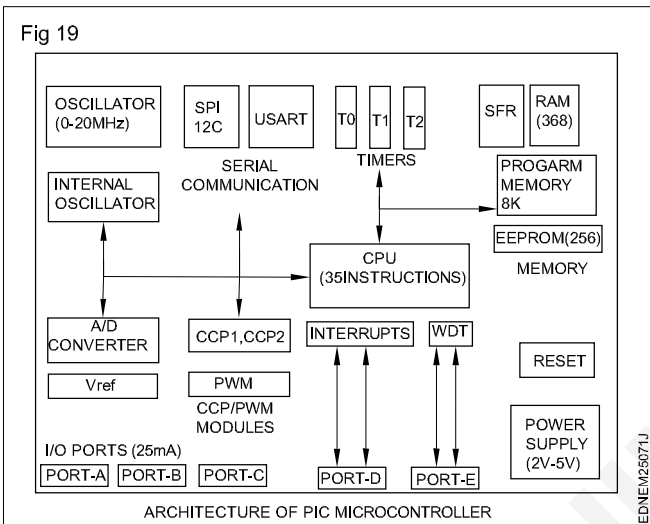 Fig 19
OSCILLATOR
(0-20MHz)
SPI
12C
USART
SERIAL
COMMUNICATION
T0
T1
T2
TIMERS
SFR
RAM
(368)
PROGARM
MEMORY
8K
EEPROM(256)
MEMORY
INTERNAL
OSCILLATOR
CPU
(35INSTRUCTIONS)
A/D
CONVERTER
Vref
CCP1,CCP2
PWM
CCP/PWM
MODULES
INTERRUPTS
WDT
RESET
POWER
SUPPLY
(2V-5V)
I/O PORTS (25mA)
PORT-A
PORT-B
PORT-C
PORT-D
PORT-E
ARCHITECTURE OF PIC MICROCONTROLLER
EDNEM25071J